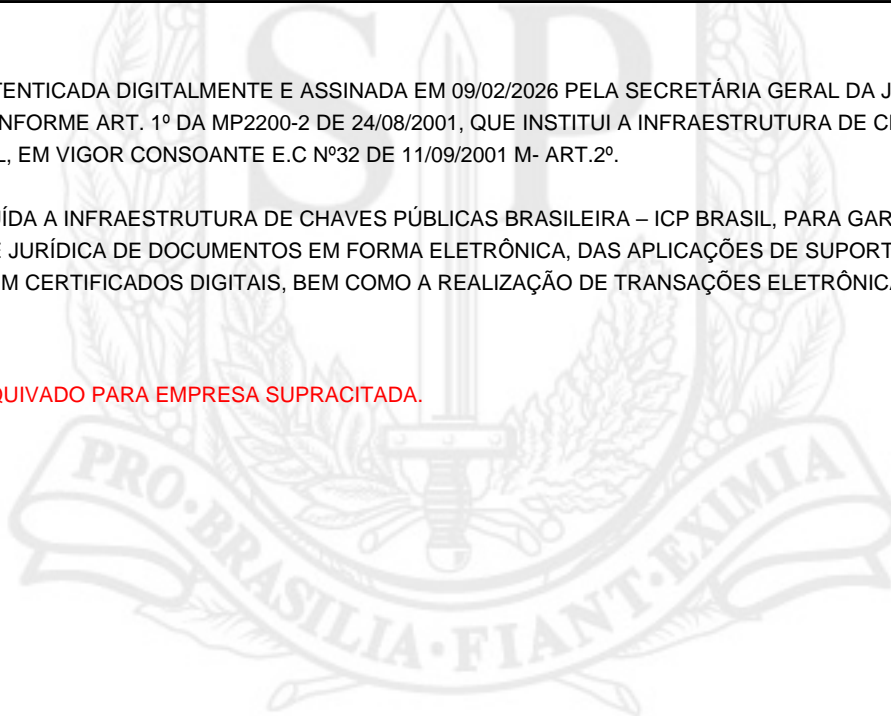 TENTICADA DIGITALMENTE E ASSINADA EM 09/02/2026 PELA SECRETÁRIA GERAL DA J
NFORME ART. 1º DA MP2200-2 DE 24/08/2001, QUE INSTITUI A INFRAESTRUTURA DE C
L, EM VIGOR CONSOANTE E.C Nº32 DE 11/09/2001 M- ART.2º.
UÍDA A INFRAESTRUTURA DE CHAVES PÚBLICAS BRASILEIRA – ICP BRASIL, PARA GAR
E JURÍDICA DE DOCUMENTOS EM FORMA ELETRÔNICA, DAS APLICAÇÕES DE SUPORT
M CERTIFICADOS DIGITAIS, BEM COMO A REALIZAÇÃO DE TRANSAÇÕES ELETRÔNICA
QUIVADO PARA EMPRESA SUPRACITADA.
SP
PRO·BRASILIA·FIANT·EXIMIA